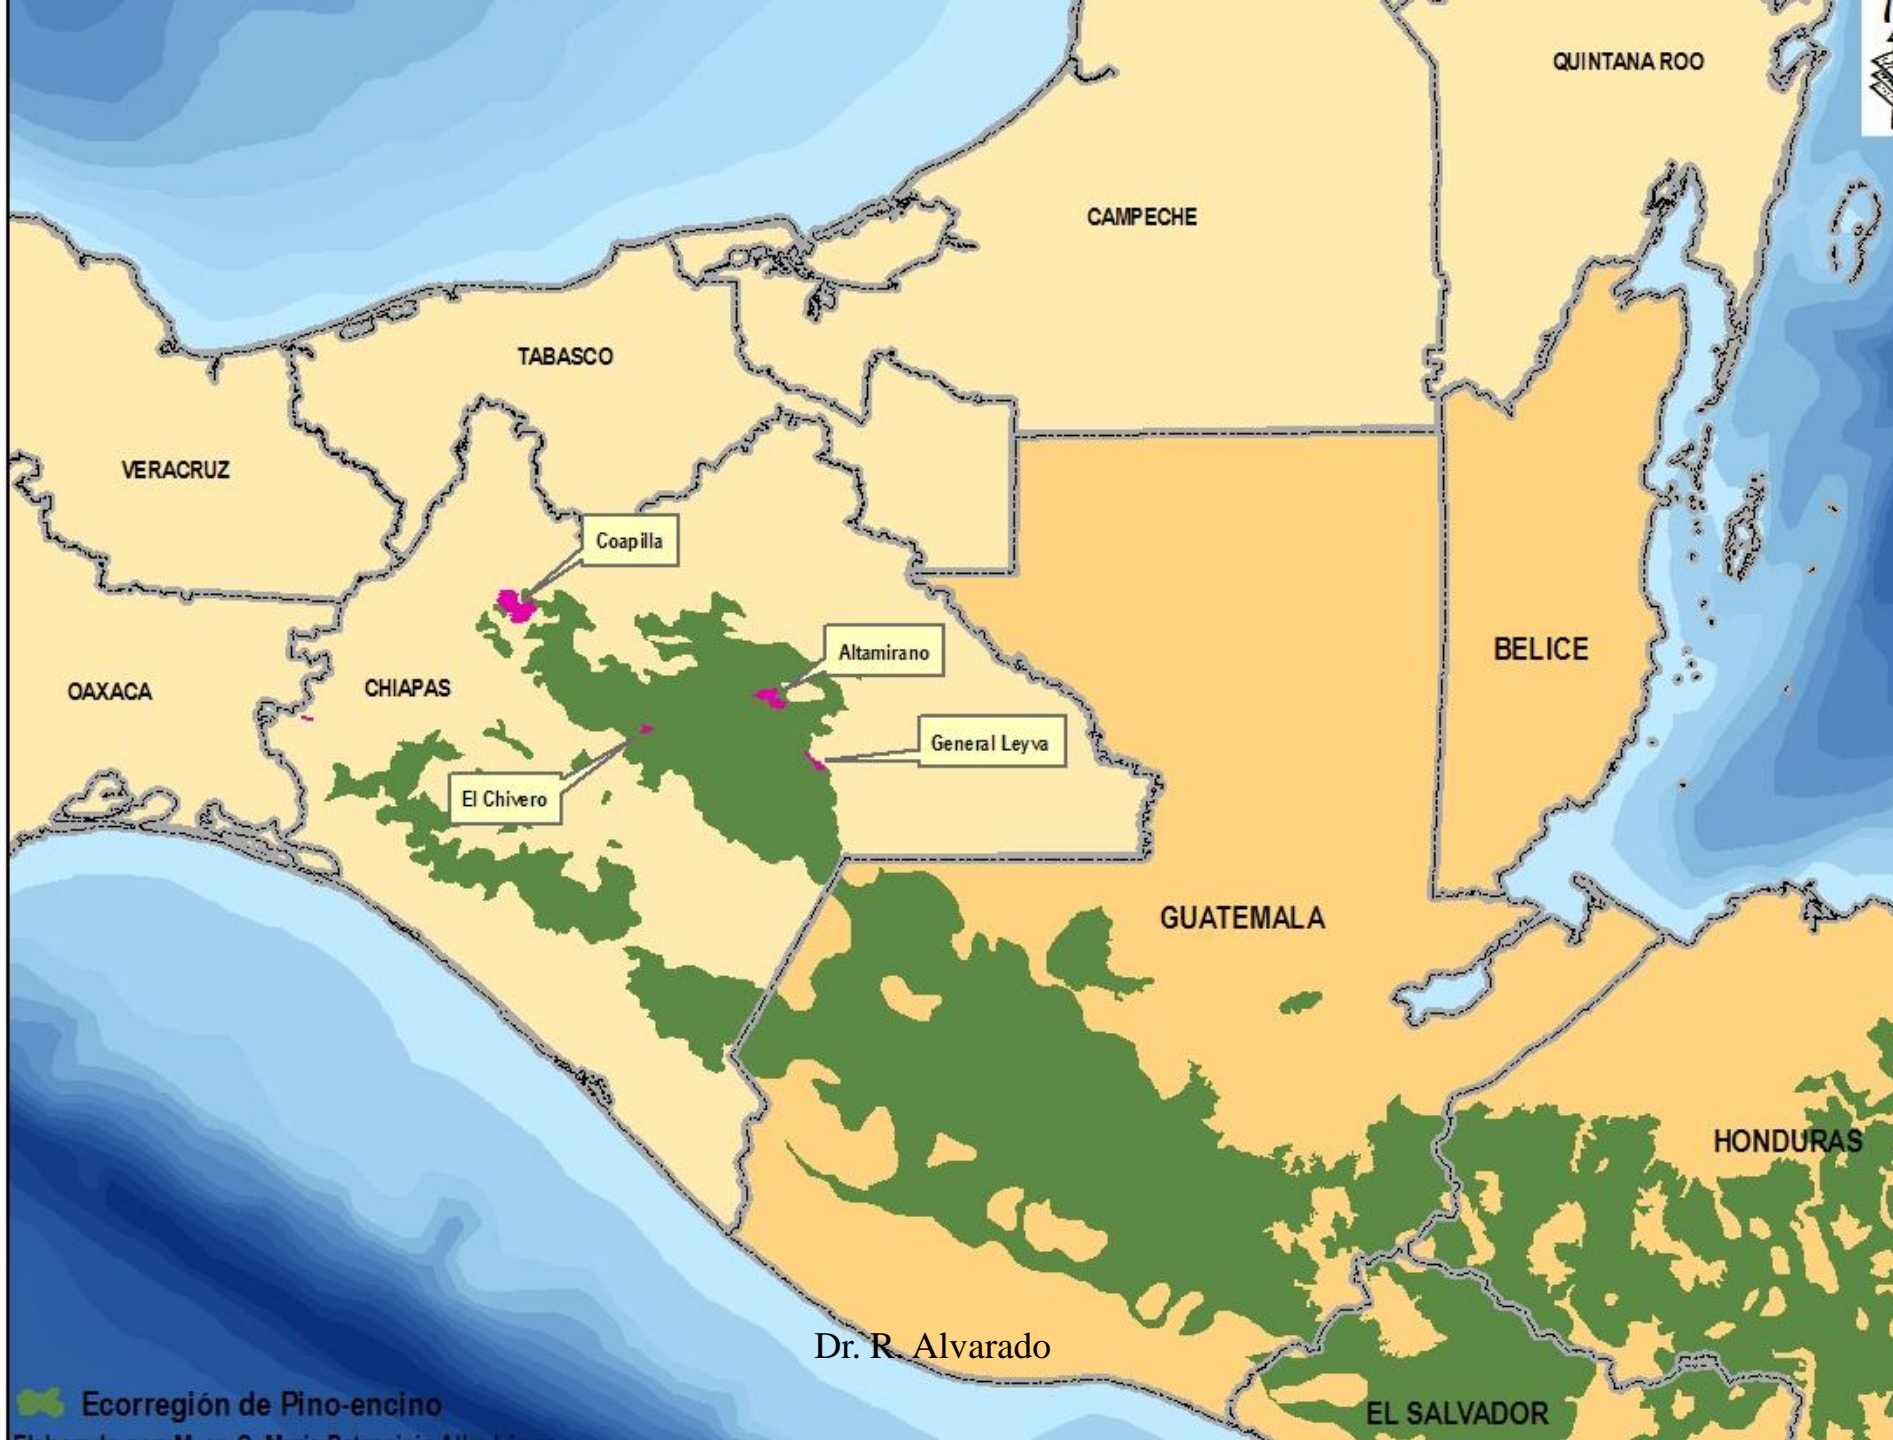 QUINTANA ROO
CAMPECHE
TABASCO
VERACRUZ
Coapilla
Altamirano
BELICE
OAXACA
CHIAPAS
General Leyva
El Chivero
GUATEMALA
HONDURAS
Dr. R. Alvarado
Ecorregión de Pino-encino
EL SALVADOR